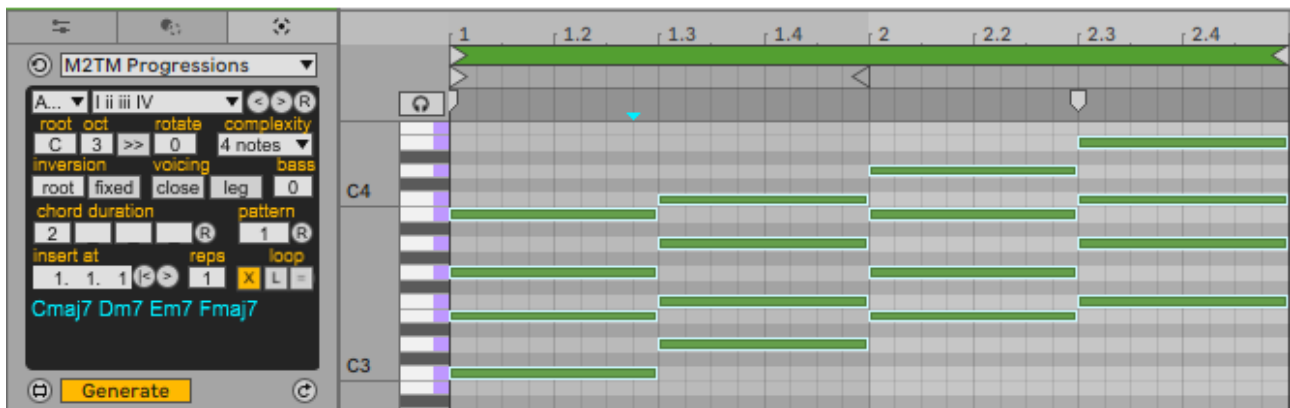 1 1.2 1.3 1.4 2 2.2 2.3 2.4
M2TM Progressions
A... I ii iii IV < > R
root oct rotate complexity
C 3 >> 0 4 notes
inversion voicing bass
root fixed close leg 0
C4
chord duration pattern
2 R 1 R
insert at reps loop
1. 1. 1 |< > 1 X L =
Cmaj7 Dm7 Em7 Fmaj7
C3
Generate